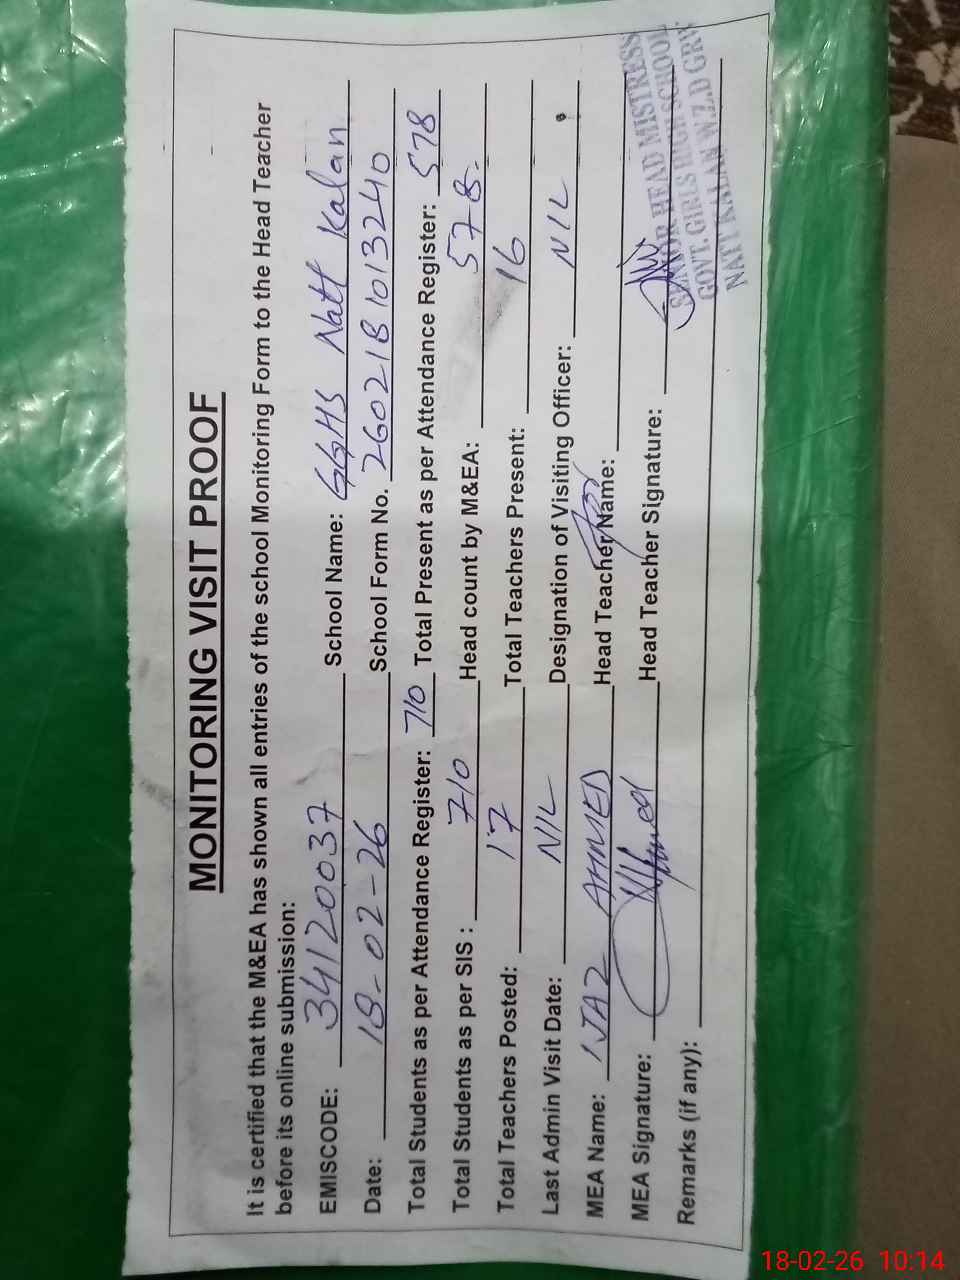 MONITORING VISIT PROOF
It is certified that the M&EA has shown all entries of the school Monitoring Form to the Head Teacher
before its online submission:
EMISCODE: 34120037 School Name: GGHS Natt Kalan
Date: 18-02-26 School Form No. 2602181013240
Total Students as per Attendance Register: 710 Total Present as per Attendance Register: 578
Total Students as per SIS : 710 Head count by M&EA: 578
Total Teachers Posted: 17 Total Teachers Present: 16
Last Admin Visit Date: NIL Designation of Visiting Officer: NIL
MEA Name: IJAZ AHMED Head Teacher Name:
for
MEA Signature: Head Teacher Signature:
Remarks (if any):
SENIOR HEAD MISTRESS
GOVT. GIRLS HIGH SCHOOL
NATT KALAN W.Z.D GRW.
18-02-26 10:14